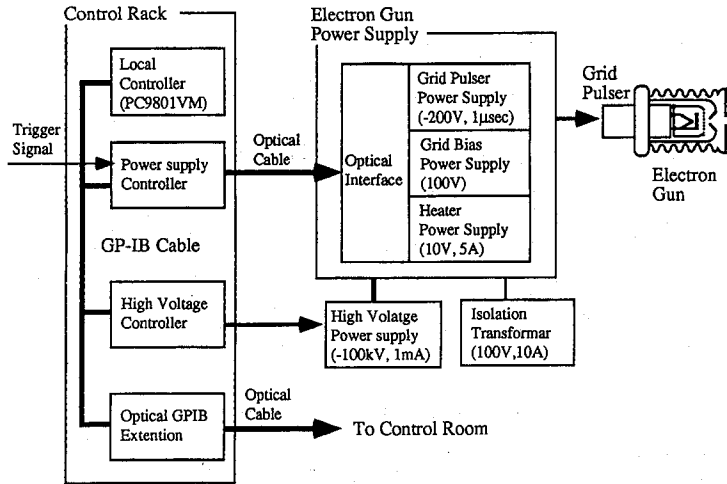 Control Rack
Local
Controller
(PC9801VM)
Trigger
Signal
Power supply
Controller
GP-IB Cable
High Voltage
Controller
Optical GPIB
Extention
Optical
Cable
Optical
Cable
To Control Room
Electron Gun
Power Supply
Optical
Interface
Grid Pulser
Power Supply
(-200V, 1μsec)
Grid Bias
Power Supply
(100V)
Heater
Power Supply
(10V, 5A)
High Volatge
Power supply
(-100kV, 1mA)
Isolation
Transformar
(100V,10A)
Grid
Pulser
Electron
Gun